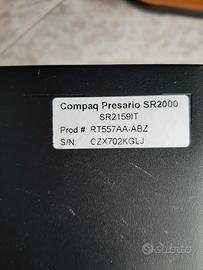 Compaq Presario SR2000
SR2159IT
Prod # RT557AA-ABZ
S/N: CZX702KGLJ
subito